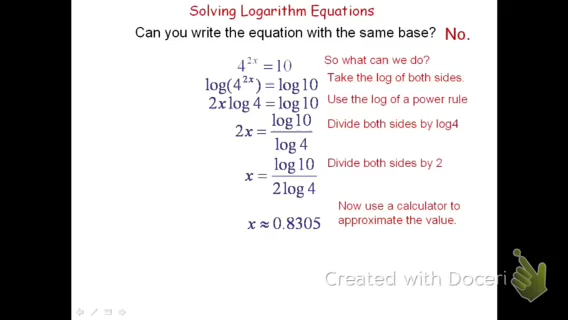 Solving Logarithm Equations
Can you write the equation with the same base? No.
4^{2x} = 10 So what can we do?
log(4^{2x}) = log10 Take the log of both sides.
2x log 4 = log10 Use the log of a power rule
2x = \frac{log10}{log 4} Divide both sides by log4
x = \frac{log10}{2log 4} Divide both sides by 2
Now use a calculator to
x ≈ 0.8305 approximate the value.
Created with Doceri